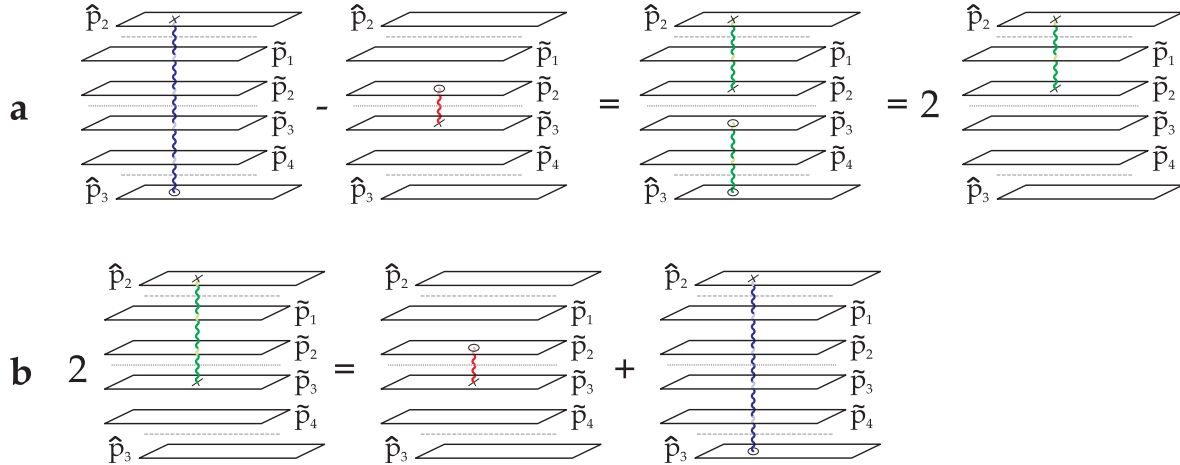 p̂₂ p̂₂ p̂₂ p̂₂
p̃₁ p̃₁ p̃₁ p̃₁
a p̃₂ - p̃₂ = p̃₂ = 2 p̃₂
p̃₃ p̃₃ p̃₃ p̃₃
p̃₄ p̃₄ p̃₄ p̃₄
p̂₃ p̂₃ p̂₃ p̂₃
p̂₂ p̂₂ p̂₂
p̃₁ p̃₁ p̃₁
b 2 p̃₂ = p̃₂ + p̃₂
p̃₃ p̃₃ p̃₃
p̃₄ p̃₄ p̃₄
p̂₃ p̂₃ p̂₃